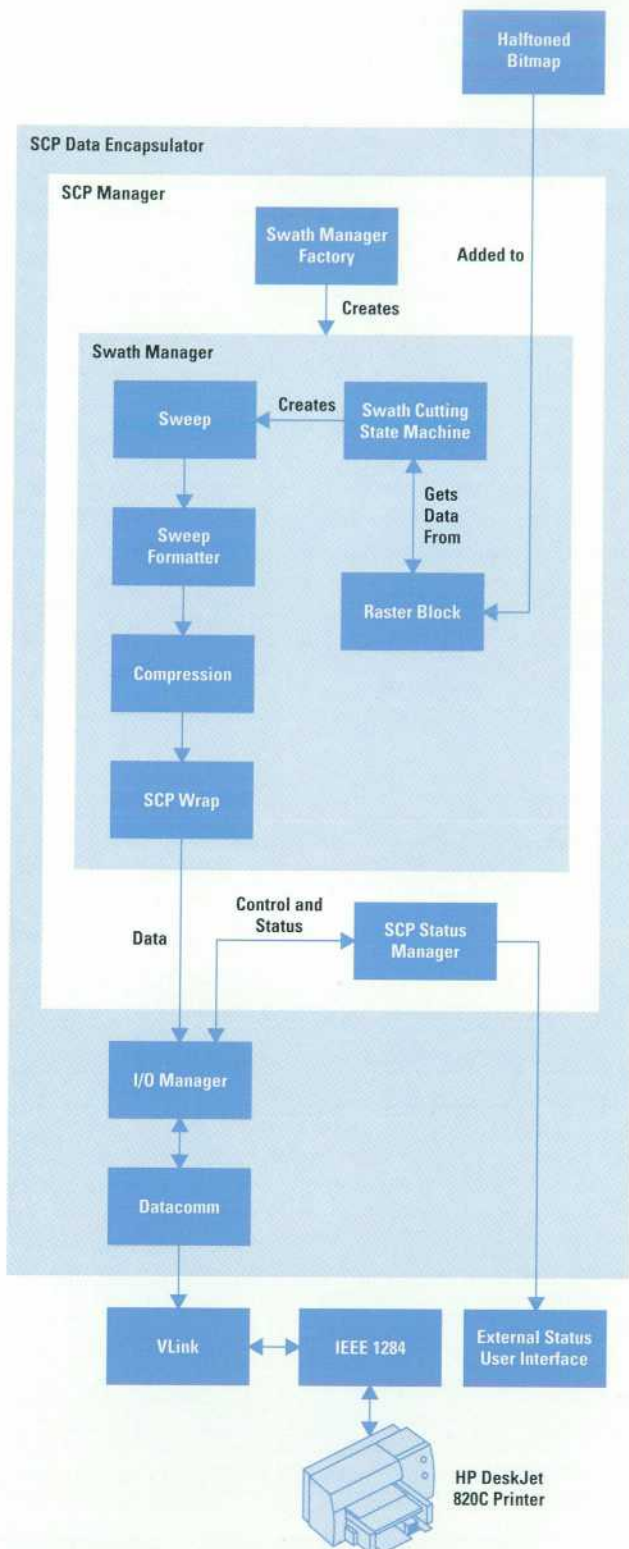 Halftoned
Bitmap
SCP Data Encapsulator
SCP Manager
Swath Manager
Factory
Added to
Creates
Swath Manager
Sweep
Creates
Swath Cutting
State Machine
Gets
Data
From
Sweep
Formatter
Raster Block
Compression
SCP Wrap
Control and
Status
Data
SCP Status
Manager
I/O Manager
Datacomm
VLink
IEEE 1284
External Status
User Interface
HP DeskJet
820C Printer